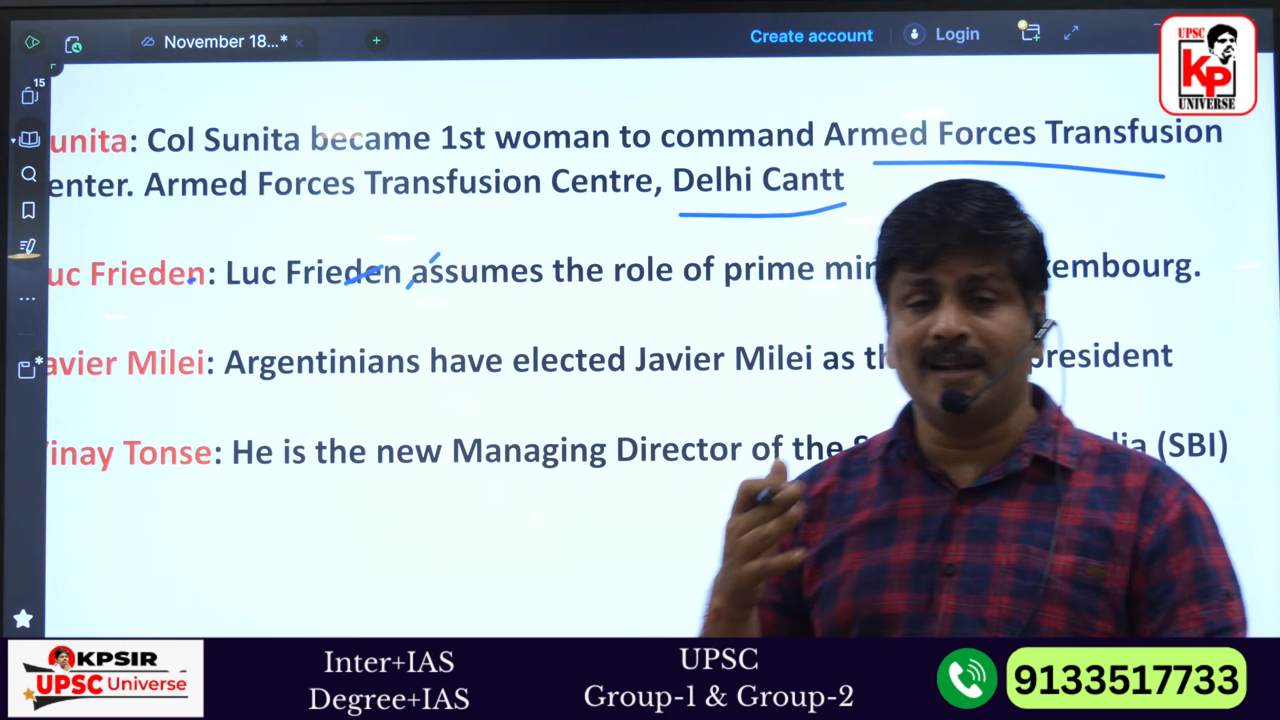 15
November 18...*
Create account
Login
UPSC
KP
UNIVERSE
unita: Col Sunita became 1st woman to command Armed Forces Transfusion
enter. Armed Forces Transfusion Centre, Delhi Cantt
uc Frieden: Luc Frieden assumes the role of prime min xembourg.
avier Milei: Argentinians have elected Javier Milei as th president
inay Tonse: He is the new Managing Director of the S dia (SBI)
KPSIR
UPSC Universe
Inter+IAS
Degree+IAS
UPSC
Group-1 & Group-2
9133517733